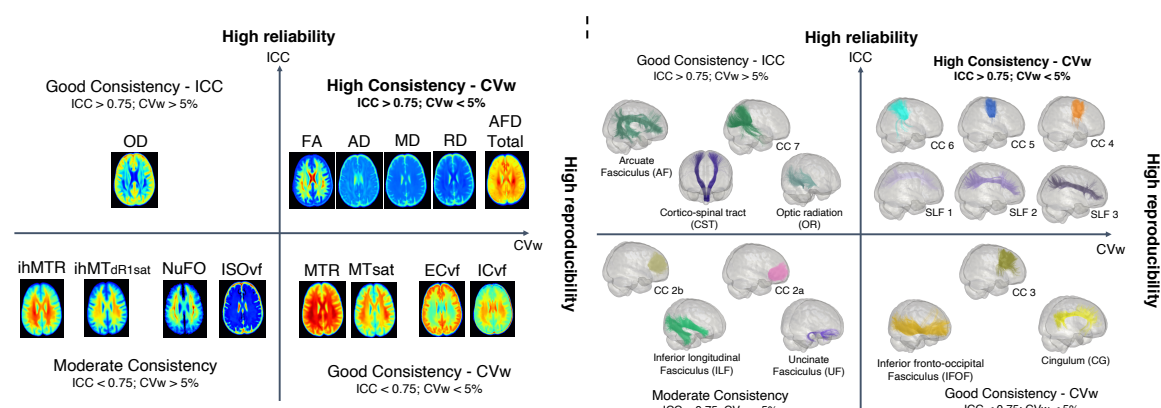 High reliability
ICC
Good Consistency - ICC
ICC > 0.75; CVw > 5%
High Consistency - CVw
ICC > 0.75; CVw < 5%
OD
FA
AD
MD
RD
AFD
Total
CVw
High reproducibility
ihMTR
ihMTdR1sat
NuFO
ISOvf
MTR
MTsat
ECvf
ICvf
Moderate Consistency
ICC < 0.75; CVw > 5%
Good Consistency - CVw
ICC < 0.75; CVw < 5%
High reliability
ICC
Good Consistency - ICC
ICC > 0.75; CVw > 5%
High Consistency - CVw
ICC > 0.75; CVw < 5%
Arcuate
Fasciculus (AF)
CC 7
Cortico-spinal tract
(CST)
Optic radiation
(OR)
CC 6
CC 5
CC 4
SLF 1
SLF 2
SLF 3
CVw
High reproducibility
CC 2b
CC 2a
Inferior longitudinal
Fasciculus (ILF)
Uncinate
Fasciculus (UF)
CC 3
Inferior fronto-occipital
Fasciculus (IFOF)
Cingulum (CG)
Moderate Consistency
Good Consistency - CVw